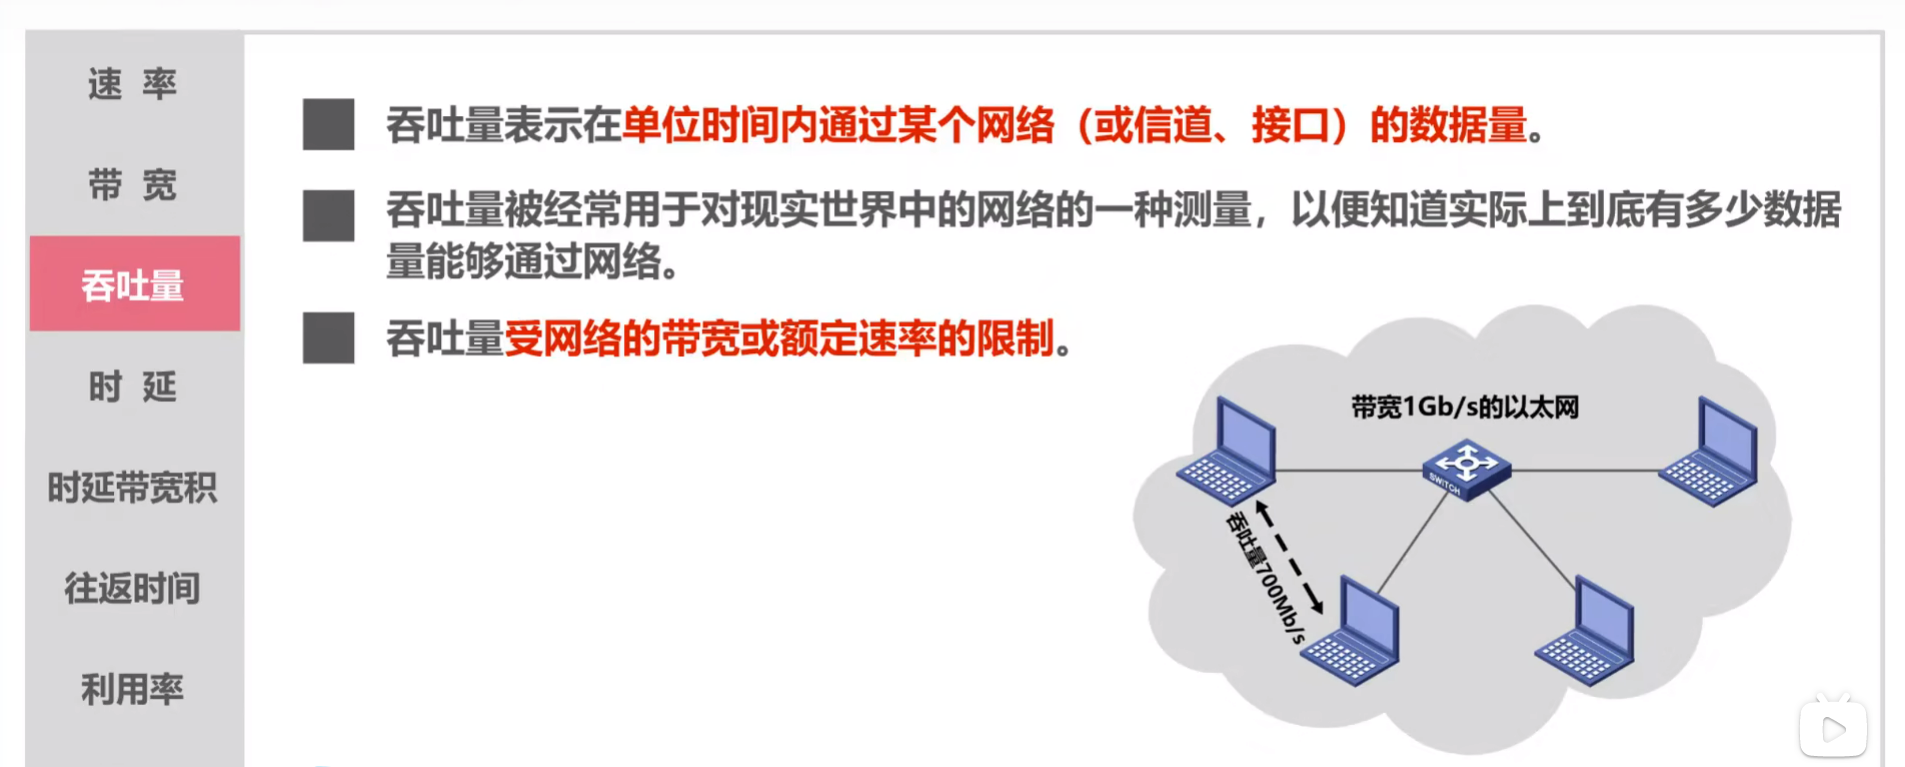 速 率
带 宽
吞吐量
时 延
时延带宽积
往返时间
利用率
吞吐量表示在单位时间内通过某个网络（或信道、接口）的数据量。
吞吐量被经常用于对现实世界中的网络的一种测量，以便知道实际上到底有多少数据
量能够通过网络。
吞吐量受网络的带宽或额定速率的限制。
带宽1Gb/s的以太网
SWITCH
吞吐量700Mb/s